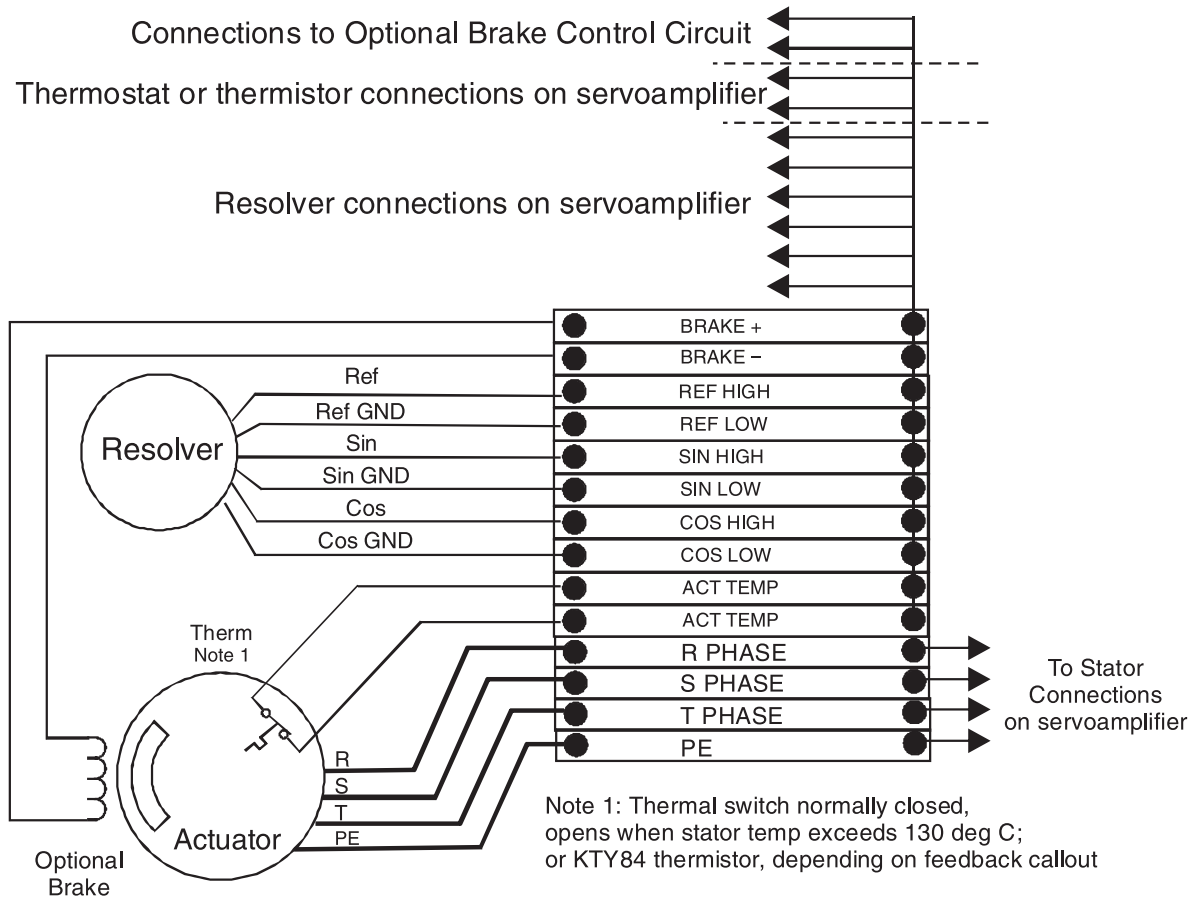 Connections to Optional Brake Control Circuit
Thermostat or thermistor connections on servoamplifier
Resolver connections on servoamplifier
BRAKE +
BRAKE –
Ref
REF HIGH
Ref GND
REF LOW
Resolver
Sin
SIN HIGH
Sin GND
SIN LOW
Cos
COS HIGH
Cos GND
COS LOW
ACT TEMP
ACT TEMP
Therm
Note 1
R PHASE
S PHASE
T PHASE
PE
To Stator
Connections
on servoamplifier
R
S
T
PE
Actuator
Optional
Brake
Note 1: Thermal switch normally closed,
opens when stator temp exceeds 130 deg C;
or KTY84 thermistor, depending on feedback callout